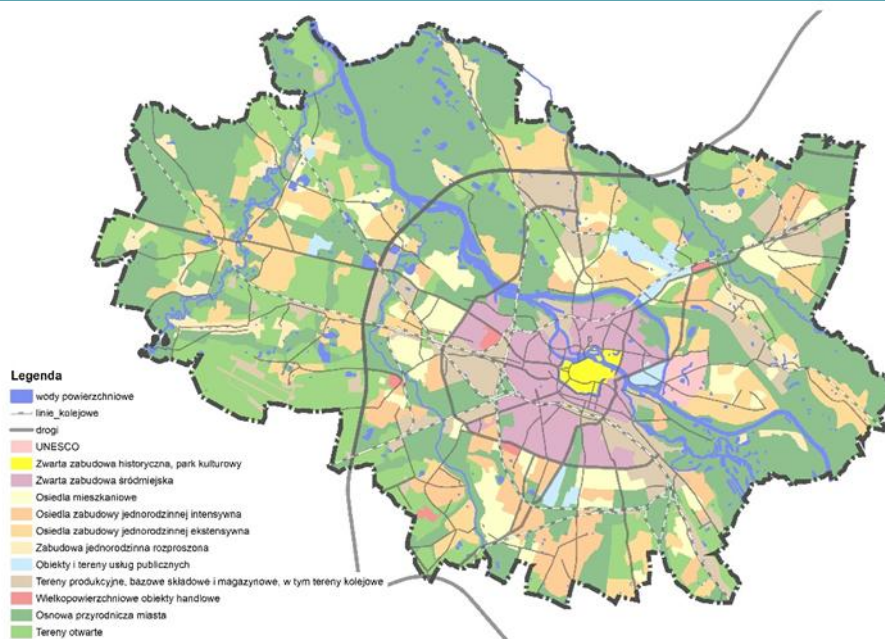 Legenda
wody powierzchniowe
linie_kolejowe
drogi
UNESCO
Zwarta zabudowa historyczna, park kulturowy
Zwarta zabudowa śródmiejska
Osiedla mieszkaniowe
Osiedla zabudowy jednorodzinnej intensywna
Osiedla zabudowy jednorodzinnej ekstensywna
Zabudowa jednorodzinna rozproszona
Obiekty i tereny usług publicznych
Tereny produkcyjne, bazowe składowe i magazynowe, w tym tereny kolejowe
Wielkopowierzchniowe obiekty handlowe
Osnowa przyrodnicza miasta
Tereny otwarte